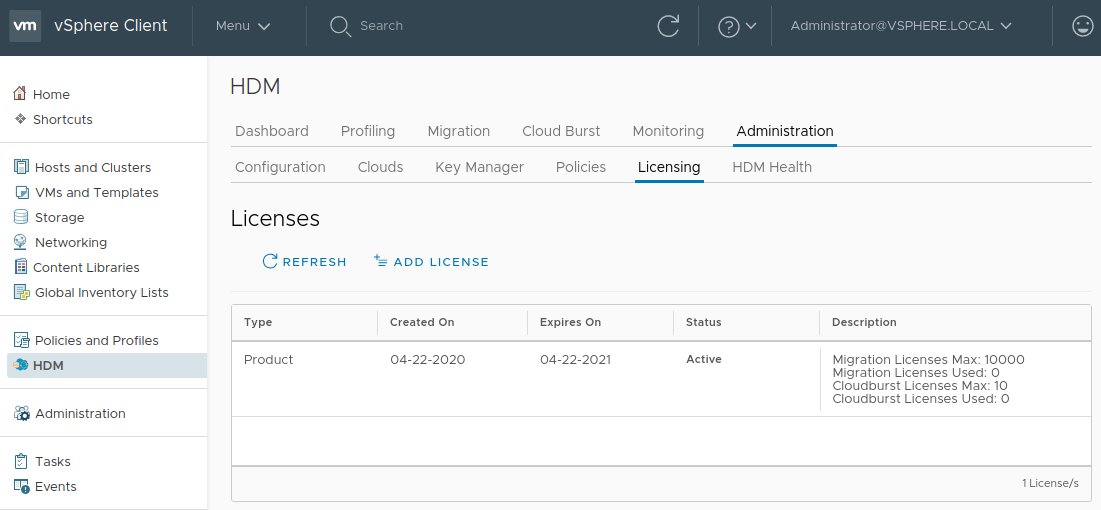 vm vSphere Client Menu Search Administrator@VSPHERE.LOCAL
Home
Shortcuts
Hosts and Clusters
VMs and Templates
Storage
Networking
Content Libraries
Global Inventory Lists
Policies and Profiles
HDM
Administration
Tasks
Events
HDM
Dashboard Profiling Migration Cloud Burst Monitoring Administration
Configuration Clouds Key Manager Policies Licensing HDM Health
Licenses
REFRESH ADD LICENSE
Type Created On Expires On Status Description
Product 04-22-2020 04-22-2021 Active Migration Licenses Max: 10000
Migration Licenses Used: 0
Cloudburst Licenses Max: 10
Cloudburst Licenses Used: 0
1 License/s